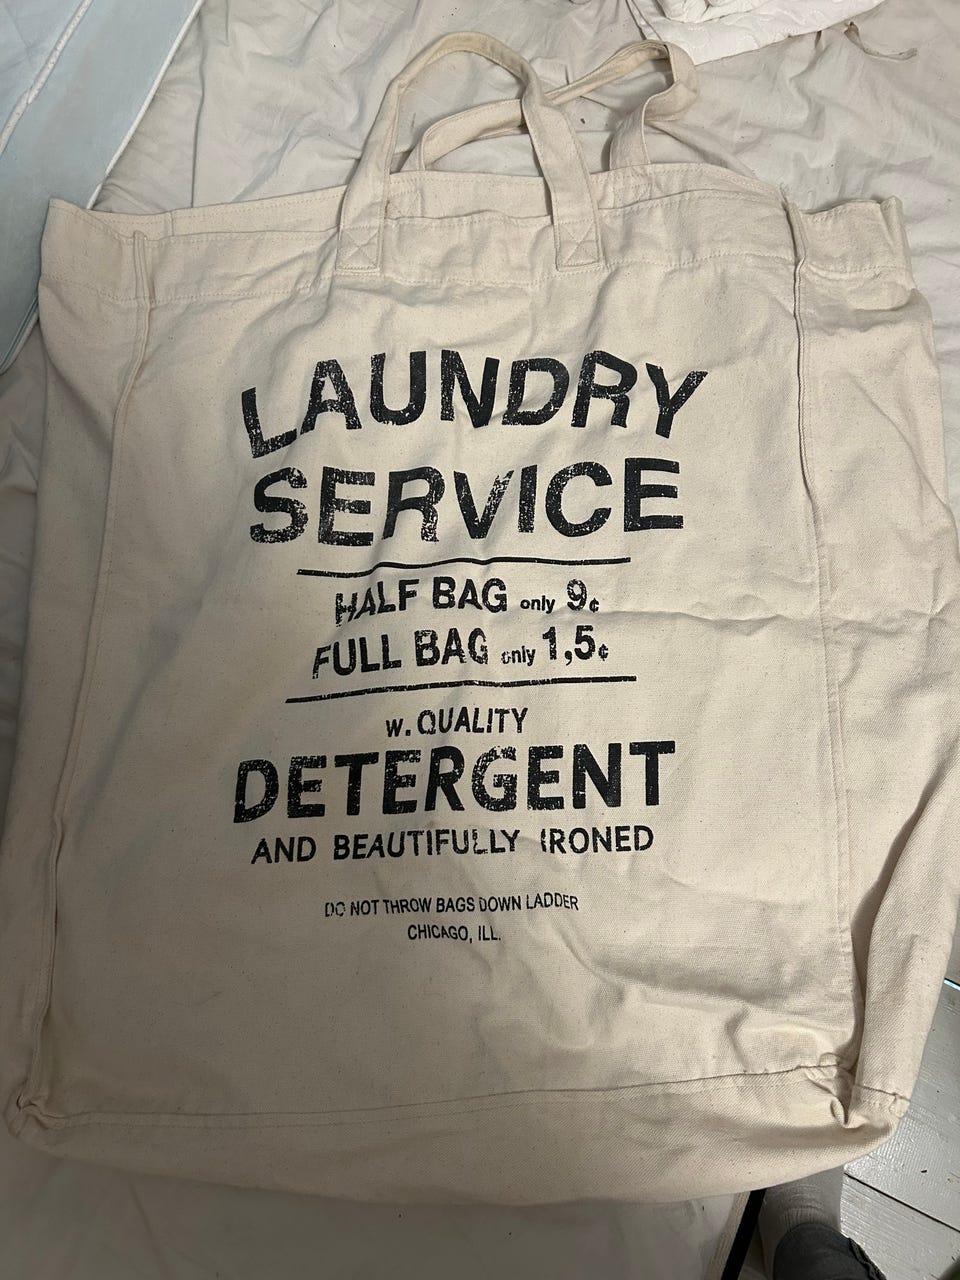 LAUNDRY
SERVICE
HALF BAG only 9¢
FULL BAG only 1,5¢
w. QUALITY
DETERGENT
AND BEAUTIFULLY IRONED
DO NOT THROW BAGS DOWN LADDER
CHICAGO, ILL.